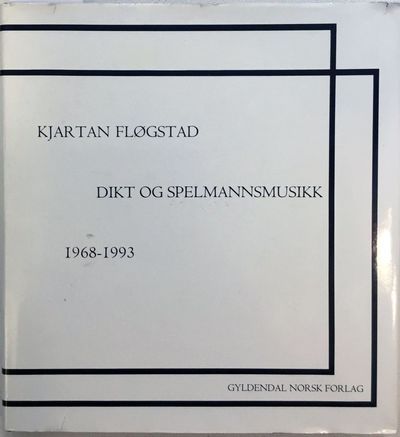 KJARTAN FLØGSTAD
DIKT OG SPELMANNSMUSIKK
1968-1993
GYLDENDAL NORSK FORLAG